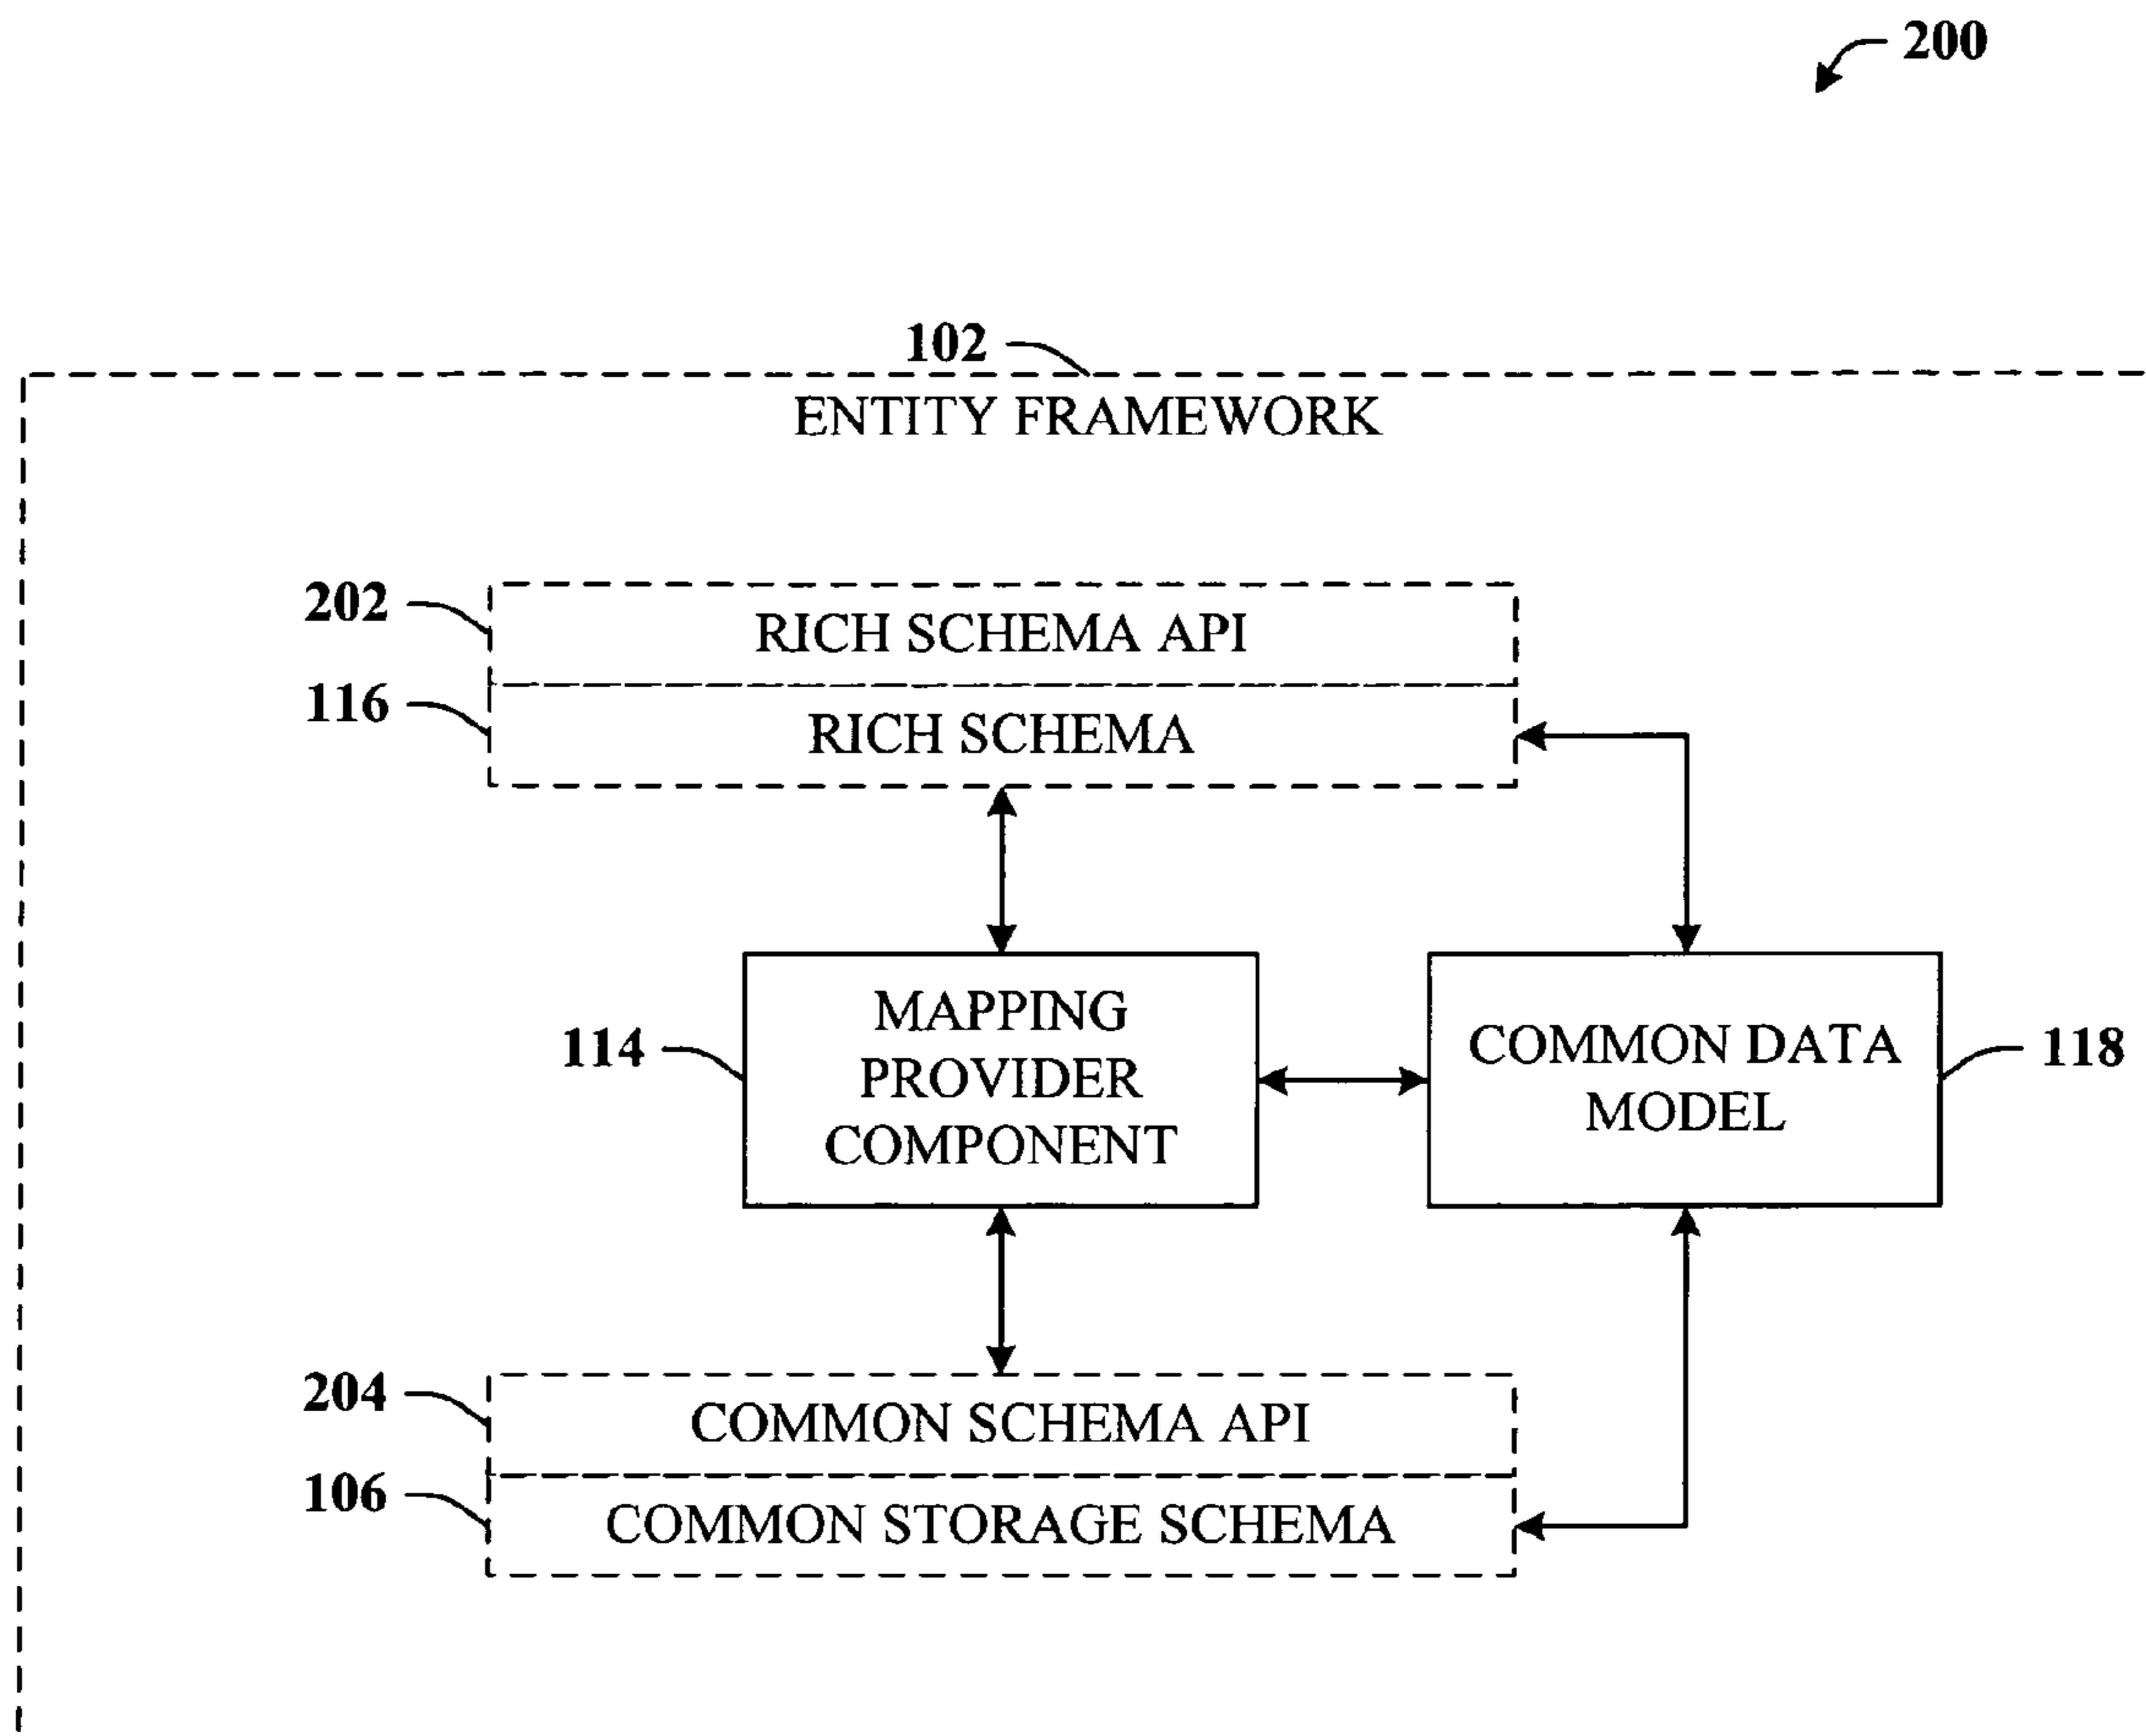 200
102
ENTITY FRAMEWORK
202
RICH SCHEMA API
116
RICH SCHEMA
114
MAPPING
PROVIDER
COMPONENT
COMMON DATA
MODEL
118
204
COMMON SCHEMA API
106
COMMON STORAGE SCHEMA